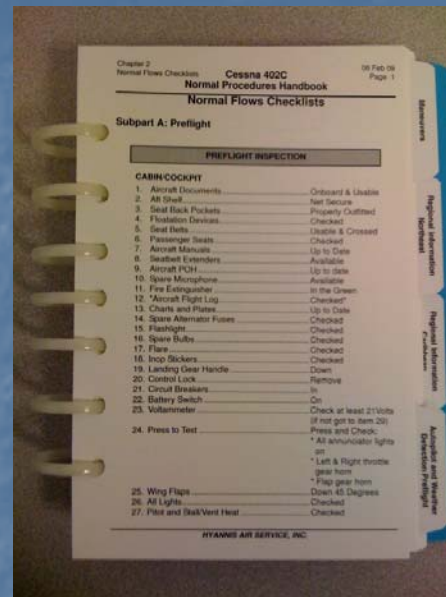 Chapter 2
Normal Flows Checklists
Cessna 402C
Normal Procedures Handbook
06 Feb 09
Page 1
Normal Flows Checklists
Subpart A: Preflight
PREFLIGHT INSPECTION
CABIN/COCKPIT
1. Aircraft Documents Onboard & Usable
2. Aft Shelf Net Secure
3. Seat Back Pockets Properly Outfitted
4. Floatation Devices Checked
5. Seat Belts Usable & Crossed
6. Passenger Seats Checked
7. Aircraft Manuals Up to Date
8. Seatbelt Extenders Available
9. Aircraft POH Up to date
10. Spare Microphone Available
11. Fire Extinguisher In the Green
12. "Aircraft Flight Log Checked"
13. Charts and Plates Up to Date
14. Spare Alternator Fuses Checked
15. Flashlight Checked
16. Spare Bulbs Checked
17. Flare Checked
18. Inop Stickers Checked
19. Landing Gear Handle Down
20. Control Lock Remove
21. Circuit Breakers In
22. Battery Switch On
23. Voltammeter Check at least 21Volts
(if not got to item 29)
24. Press to Test Press and Check:
* All annunciator lights
on
* Left & Right throttle
gear horn
* Flap gear horn
25. Wing Flaps Down 45 Degrees
26. All Lights Checked
27. Pitot and Stall/Vent Heat Checked
HYANNIS AIR SERVICE, INC.
Maneuvers
Regional Information
Northeast
Regional Information
Autopilot and Weather
Detection Preflight